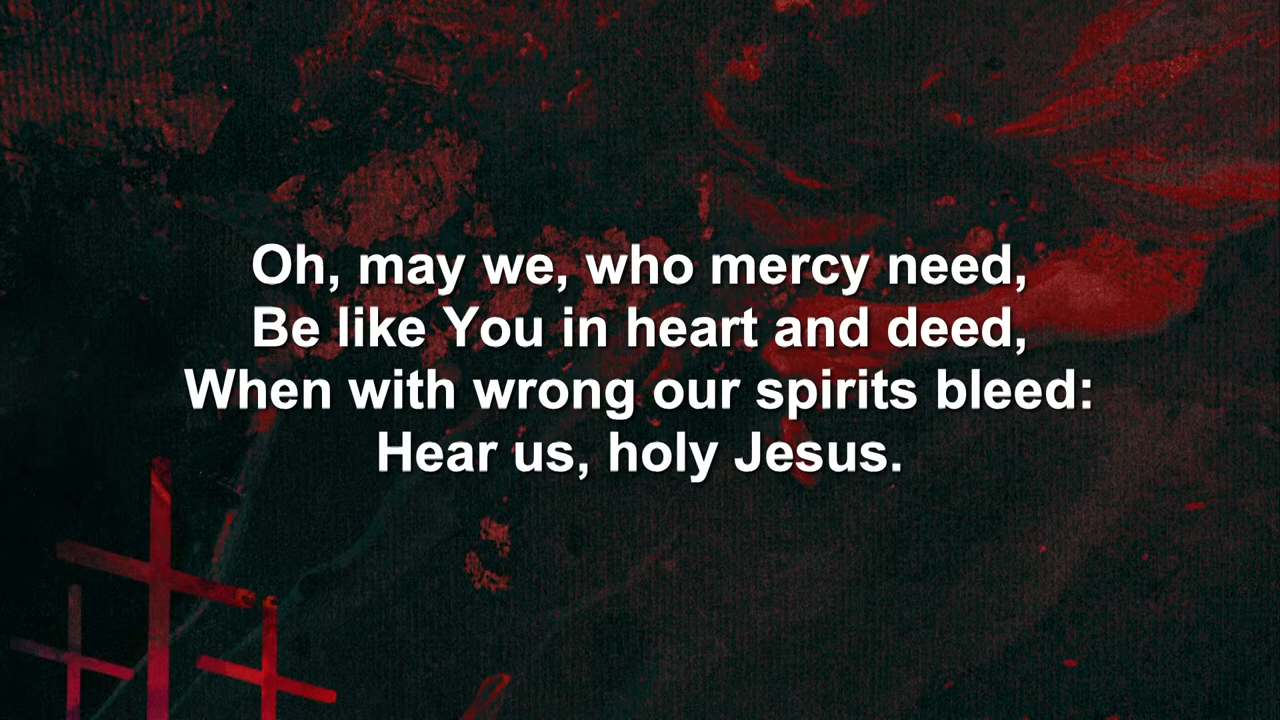 Oh, may we, who mercy need,
Be like You in heart and deed,
When with wrong our spirits bleed:
Hear us, holy Jesus.